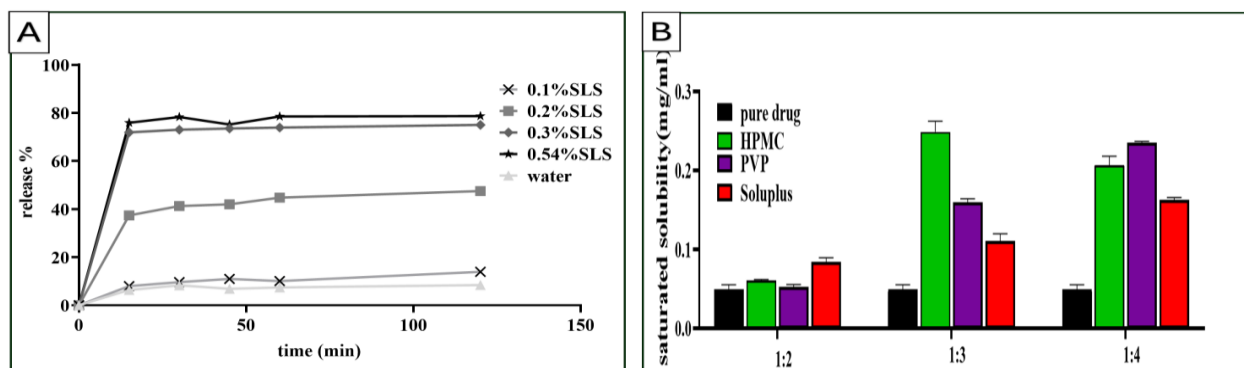 A
100
80
60
40
20
0
0
50
100
150
release %
time (min)
0.1%SLS
0.2%SLS
0.3%SLS
0.54%SLS
water
B
saturated solubility(mg/ml)
0.3
0.2
0.1
0.0
pure drug
HPMC
PVP
Soluplus
1:2
1:3
1:4